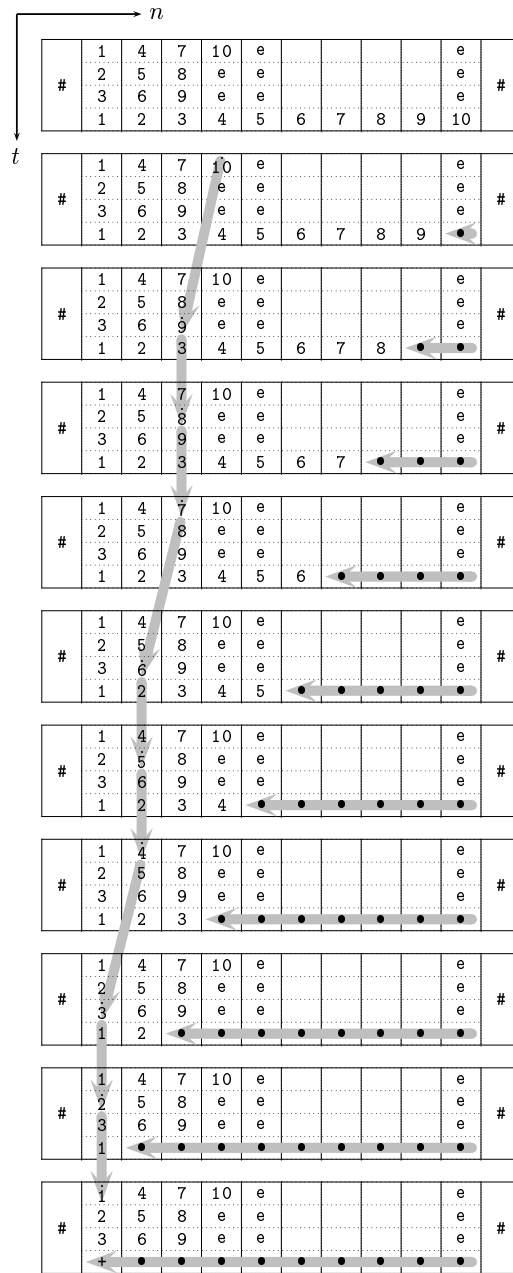 n
t
1 4 7 10 e e
2 5 8 e e e
# 3 6 9 e e e #
1 2 3 4 5 6 7 8 9 10
1 4 7 1̇0 e e
2 5 8 e e e
# 3 6 9 e e e #
1 2 3 4 5 6 7 8 9 •
1 4 7 10 e e
2 5 8 e e e
# 3 6 9̇ e e e #
1 2 3 4 5 6 7 8 • •
1 4 7 10 e e
2 5 8̇ e e e
# 3 6 9 e e e #
1 2 3 4 5 6 7 • • •
1 4 7̇ 10 e e
2 5 8 e e e
# 3 6 9 e e e #
1 2 3 4 5 6 • • • •
1 4 7 10 e e
2 5 8 e e e
# 3 6̇ 9 e e e #
1 2 3 4 5 • • • • •
1 4 7 10 e e
2 5̇ 8 e e e
# 3 6 9 e e e #
1 2 3 4 • • • • • •
1 4̇ 7 10 e e
2 5 8 e e e
# 3 6 9 e e e #
1 2 3 • • • • • • •
1 4 7 10 e e
2 5 8 e e e
# 3̇ 6 9 e e e #
1 2 • • • • • • • •
1 4 7 10 e e
2̇ 5 8 e e e
# 3 6 9 e e e #
1 • • • • • • • • •
1̇ 4 7 10 e e
2 5 8 e e e
# 3 6 9 e e e #
+ • • • • • • • • •